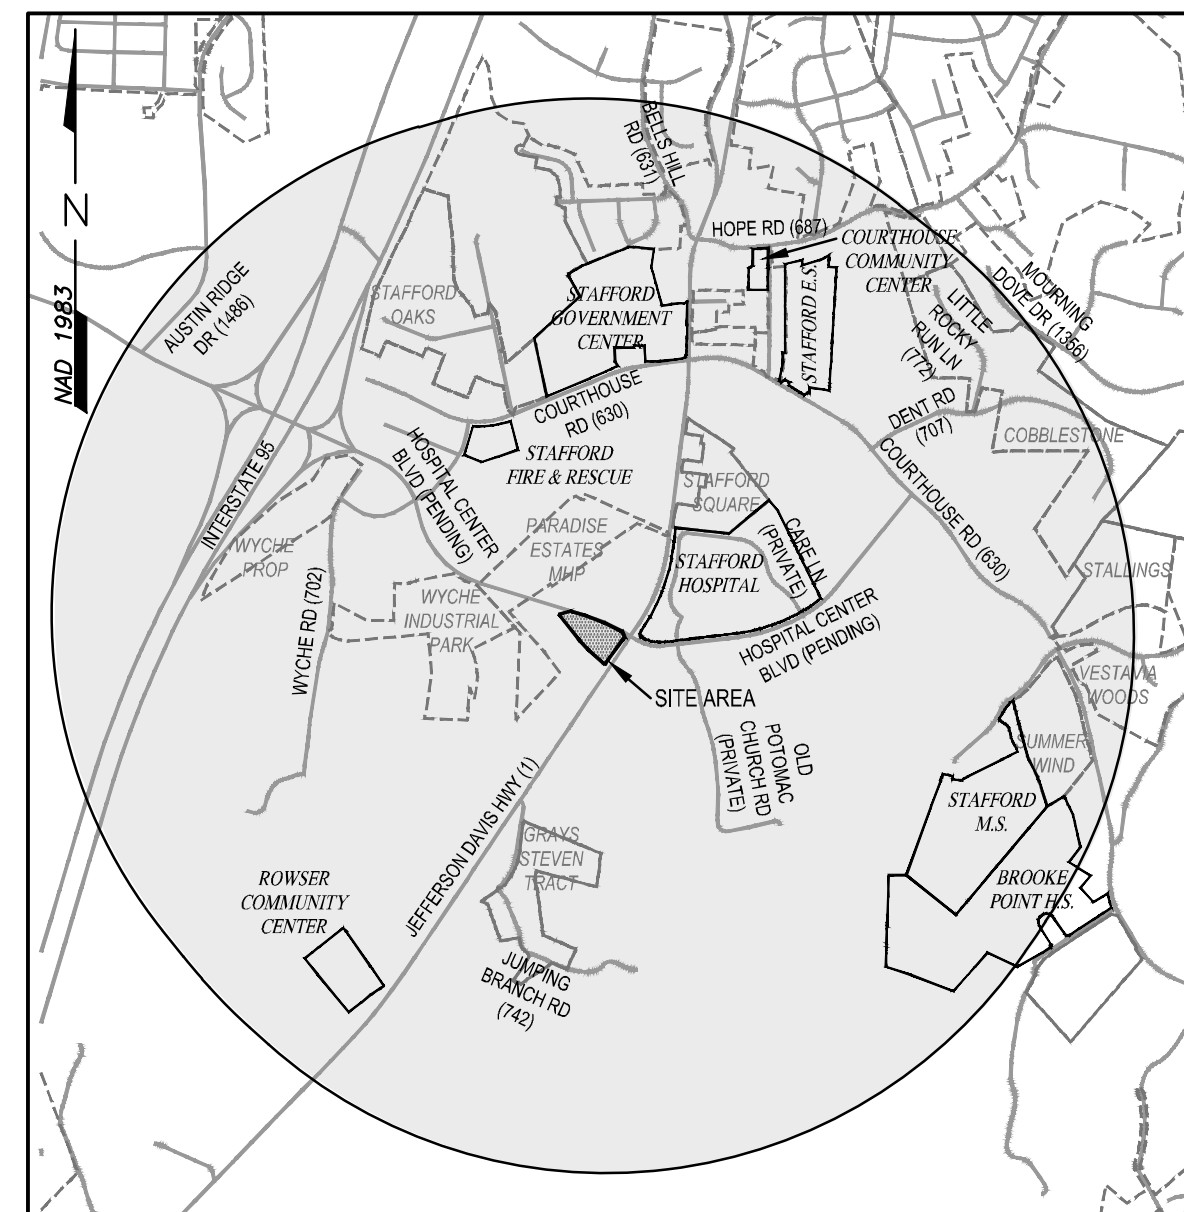 BELLS HILL
RD (631)
HOPE RD (687)
COURTHOUSE
COMMUNITY
CENTER
STAFFORD E.S.
MOURNING
DOVE DR (1366)
LITTLE
ROCKY
RUN LN
(772)
N
NAD 1983
AUSTIN RIDGE
DR (1486)
STAFFORD
OAKS
STAFFORD
GOVERNMENT
CENTER
COURTHOUSE
RD (630)
DENT RD
(707)
COBBLESTONE
STAFFORD
FIRE & RESCUE
HOSPITAL CENTER
BLVD (PENDING)
INTERSTATE 95
COURTHOUSE RD (630)
STAFFORD
SQUARE
CARE LN
(PRIVATE)
PARADISE
ESTATES
MHP
WYCHE
PROP
STAFFORD
HOSPITAL
STALLINGS
WYCHE RD (702)
WYCHE
INDUSTRIAL
PARK
HOSPITAL CENTER
BLVD (PENDING)
SITE AREA
VESTAVIA
WOODS
SUMMER
WIND
OLD
POTOMAC
CHURCH RD
(PRIVATE)
STAFFORD
M.S.
JEFFERSON DAVIS HWY (1)
GRAYS
STEVEN
TRACT
BROOKE
POINT H.S.
ROWSER
COMMUNITY
CENTER
JUMPING
BRANCH RD
(742)